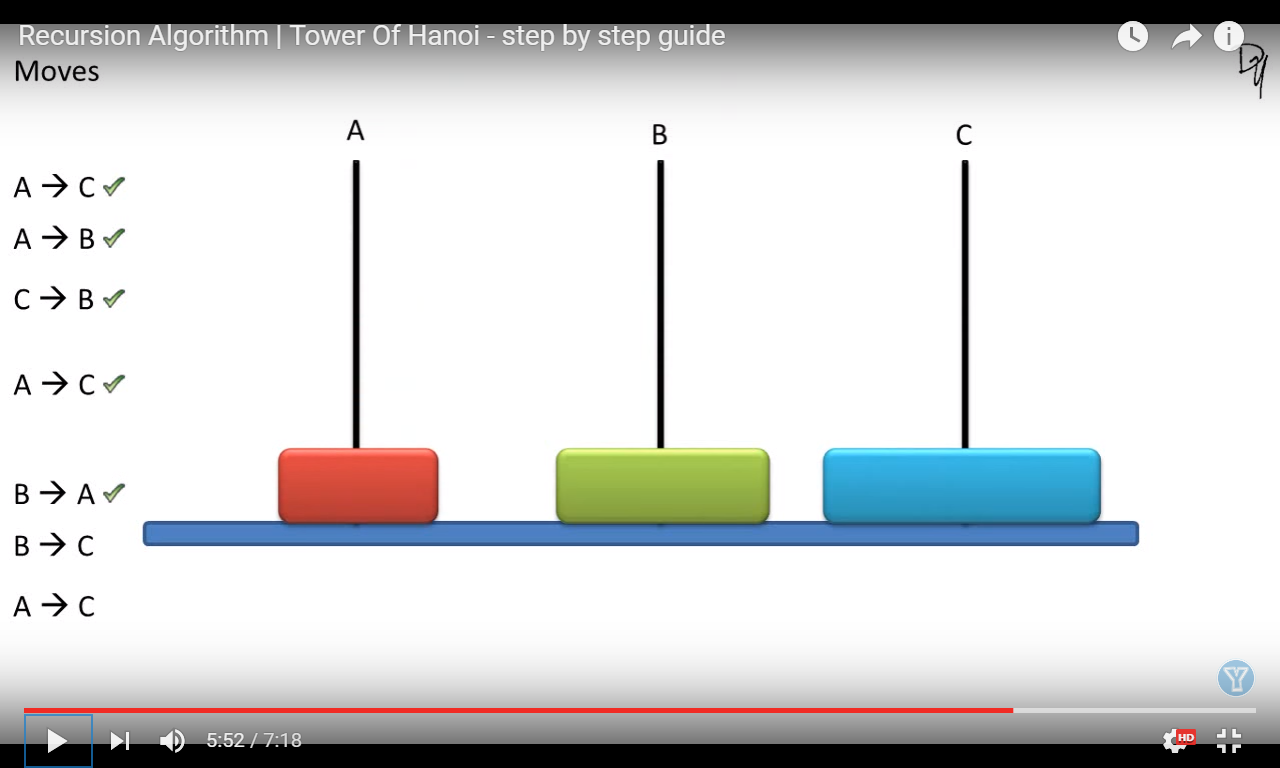 Recursion Algorithm | Tower Of Hanoi - step by step guide
Moves
A B C
A → C
A → B
C → B
A → C
B → A
B → C
A → C
5:52 / 7:18
HD